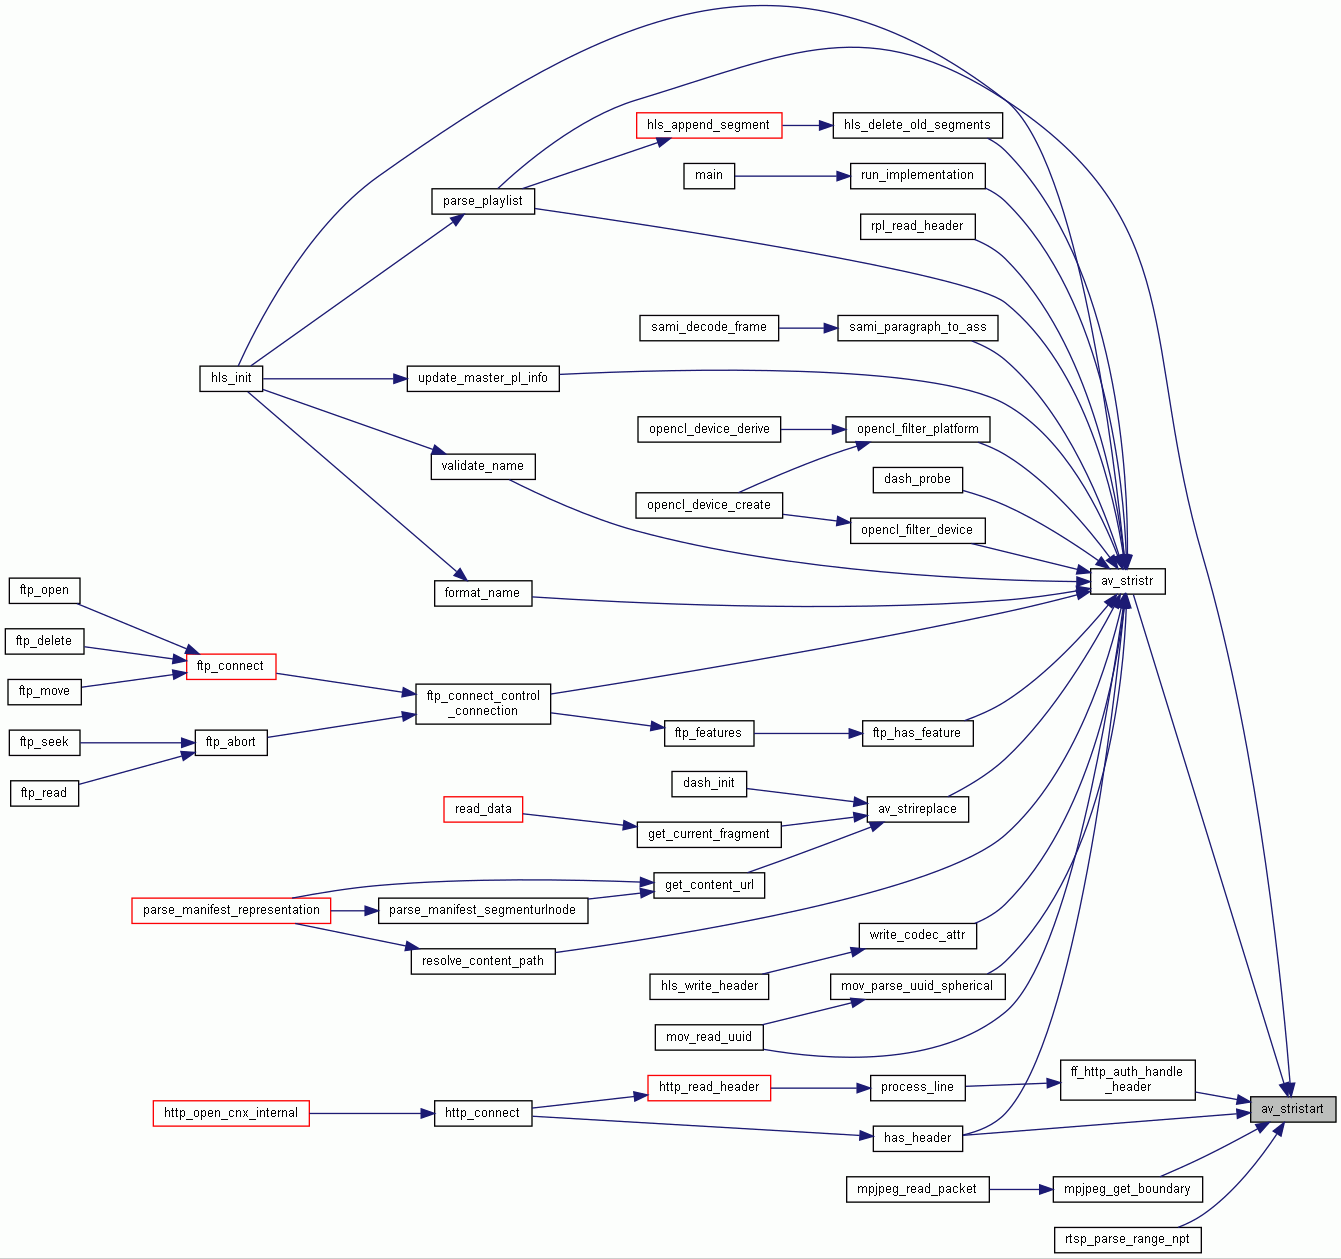 hls_append_segment
hls_delete_old_segments
main
run_implementation
parse_playlist
rpl_read_header
sami_decode_frame
sami_paragraph_to_ass
hls_init
update_master_pl_info
opencl_device_derive
opencl_filter_platform
validate_name
dash_probe
opencl_device_create
opencl_filter_device
av_stristr
ftp_open
format_name
ftp_delete
ftp_connect
ftp_move
ftp_connect_control
_connection
ftp_seek
ftp_abort
ftp_features
ftp_has_feature
ftp_read
dash_init
read_data
av_strireplace
get_current_fragment
get_content_url
parse_manifest_representation
parse_manifest_segmenturlnode
resolve_content_path
write_codec_attr
hls_write_header
mov_parse_uuid_spherical
mov_read_uuid
http_read_header
process_line
ff_http_auth_handle
_header
http_open_cnx_internal
http_connect
av_stristart
has_header
mpjpeg_read_packet
mpjpeg_get_boundary
rtsp_parse_range_npt